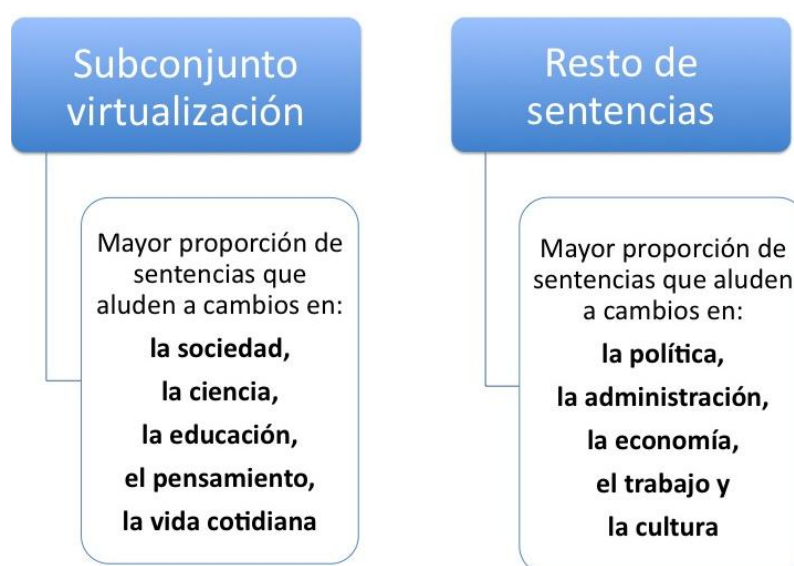 Subconjunto
virtualización
Mayor proporción de
sentencias que
aluden a cambios en:
la sociedad,
la ciencia,
la educación,
el pensamiento,
la vida cotidiana
Resto de
sentencias
Mayor proporción de
sentencias que aluden
a cambios en:
la política,
la administración,
la economía,
el trabajo y
la cultura